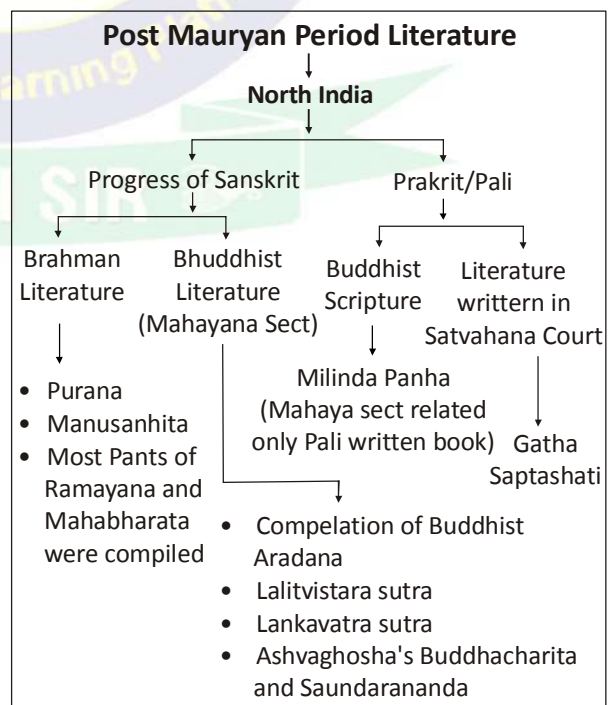 Post Mauryan Period Literature
North India
Progress of Sanskrit
Prakrit/Pali
Brahman
Literature
Bhuddhist
Literature
(Mahayana Sect)
Buddhist
Scripture
Literature
writtern in
Satvahana Court
• Purana
• Manusanhita
• Most Pants of
Ramayana and
Mahabharata
were compiled
Milinda Panha
(Mahaya sect related
only Pali written book)
Gatha
Saptashati
• Compelation of Buddhist
Aradana
• Lalitvistara sutra
• Lankavatra sutra
• Ashvaghosha's Buddhacharita
and Saundarananda
arning
SIR